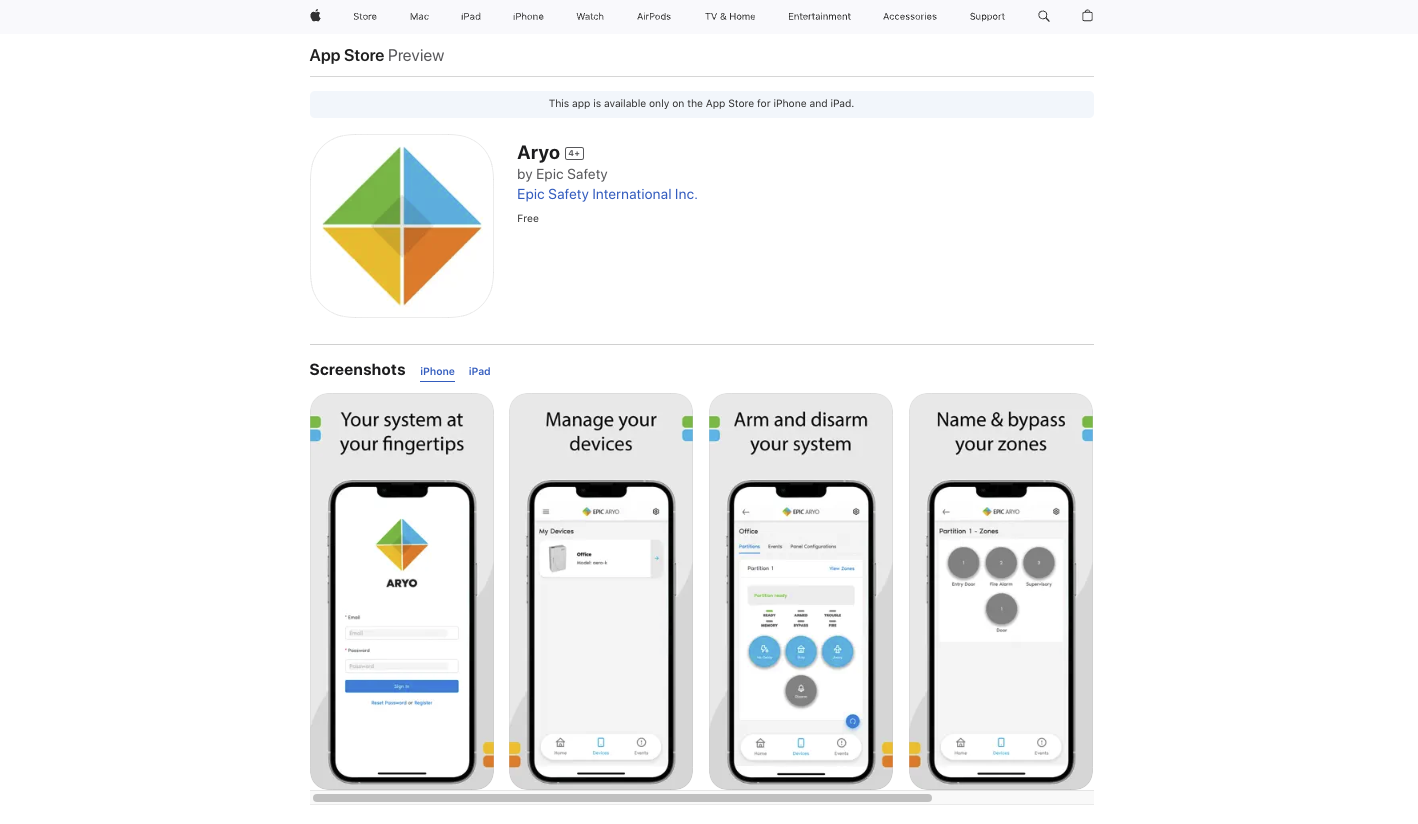 Store Mac iPad iPhone Watch AirPods TV & Home Entertainment Accessories Support
App Store Preview
This app is available only on the App Store for iPhone and iPad.
Aryo 4+
by Epic Safety
Epic Safety International Inc.
Free
Screenshots iPhone iPad
Your system at
your fingertips
ARYO
* Email
Email
* Password
Password
Sign in
Reset Password or Register
Manage your
devices
EPIC ARYO
My Devices
Office
Model: nano 6
Home Devices Events
Arm and disarm
your system
EPIC ARYO
Office
Partitions Events Panel Configurations
Partition 1 View Zones
Partition ready
READY ARMED TROUBLE
MEMORY BYPASS FIRE
Disarm
Home Devices Events
Name & bypass
your zones
EPIC ARYO
Partition 1 - Zones
1 2 3
Entry Door Fire Alarm Supervisory
Door
Home Devices Events